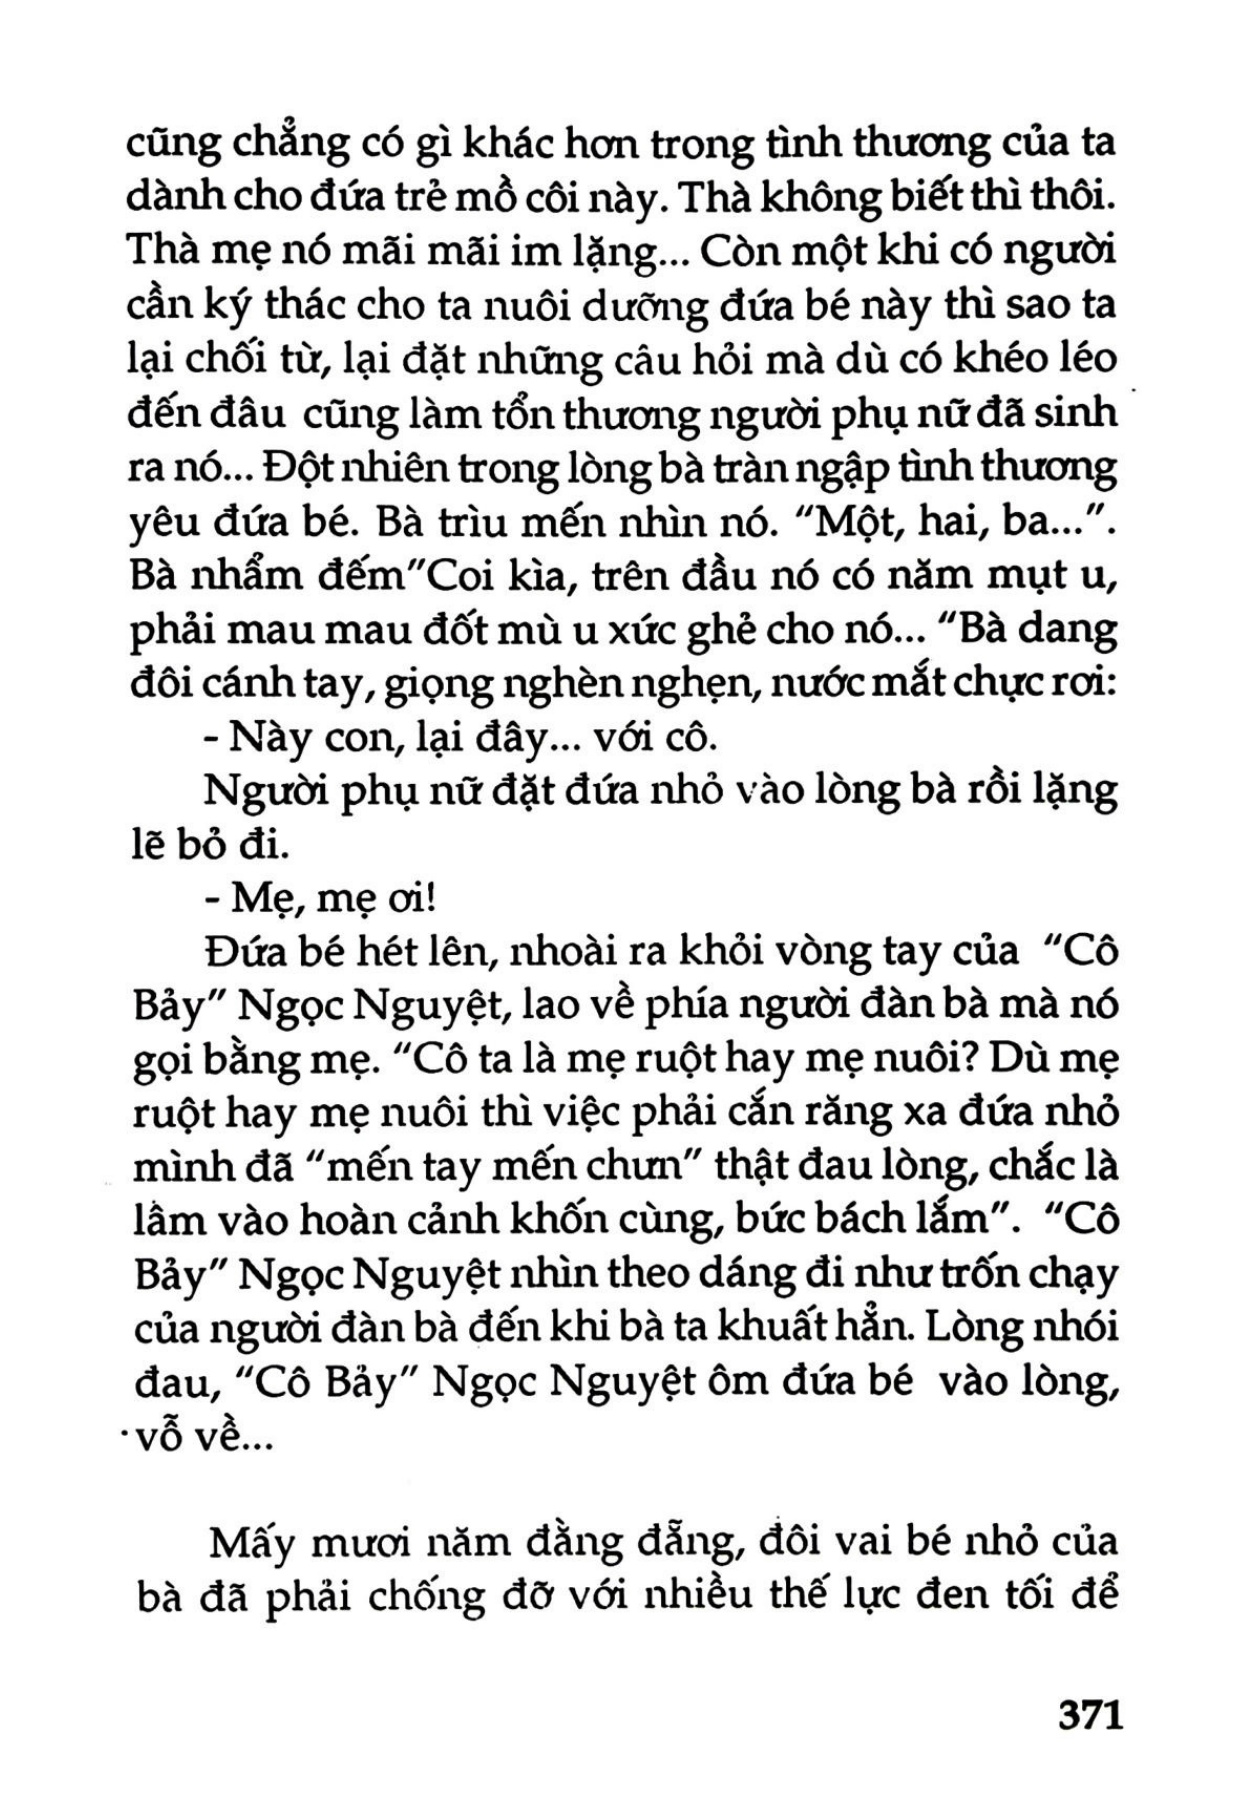 cũng chẳng có gì khác hơn trong tình thương của ta
dành cho đứa trẻ mồ côi này. Thà không biết thì thôi.
Thà mẹ nó mãi mãi im lặng... Còn một khi có người
cần ký thác cho ta nuôi dưỡng đứa bé này thì sao ta
lại chối từ, lại đặt những câu hỏi mà dù có khéo léo
đến đâu cũng làm tổn thương người phụ nữ đã sinh
ra nó... Đột nhiên trong lòng bà tràn ngập tình thương
yêu đứa bé. Bà trìu mến nhìn nó. "Một, hai, ba...".
Bà nhẩm đếm"Coi kìa, trên đầu nó có năm mụt u,
phải mau mau đốt mù u xức ghẻ cho nó... "Bà dang
đôi cánh tay, giọng nghèn nghẹn, nước mắt chực rơi:
- Này con, lại đây... với cô.
Người phụ nữ đặt đứa nhỏ vào lòng bà rồi lặng
lẽ bỏ đi.
- Mẹ, mẹ ơi!
Đứa bé hét lên, nhoài ra khỏi vòng tay của "Cô
Bảy" Ngọc Nguyệt, lao về phía người đàn bà mà nó
gọi bằng mẹ. "Cô ta là mẹ ruột hay mẹ nuôi? Dù mẹ
ruột hay mẹ nuôi thì việc phải cắn răng xa đứa nhỏ
mình đã "mến tay mến chưn" thật đau lòng, chắc là
lầm vào hoàn cảnh khốn cùng, bức bách lắm". "Cô
Bảy" Ngọc Nguyệt nhìn theo dáng đi như trốn chạy
của người đàn bà đến khi bà ta khuất hẳn. Lòng nhói
đau, "Cô Bảy" Ngọc Nguyệt ôm đứa bé vào lòng,
vỗ về...
Mấy mươi năm đằng đẵng, đôi vai bé nhỏ của
bà đã phải chống đỡ với nhiều thế lực đen tối để
371